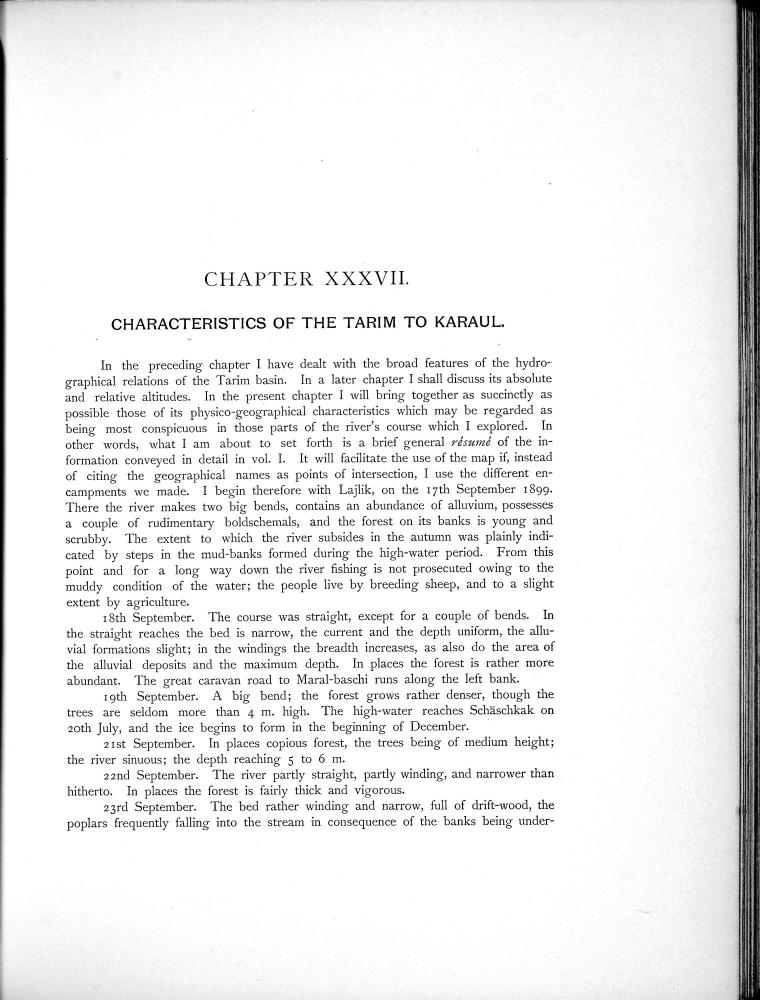 CHAPTER XXXVII.
CHARACTERISTICS OF THE TARIM TO KARAUL.
In the preceding chapter I have dealt with the broad features of the hydro-
graphical relations of the Tarim basin. In a later chapter I shall discuss its absolute
and relative altitudes. In the present chapter I will bring together as succinctly as
possible those of its physico-geographical characteristics which may be regarded as
being most conspicuous in those parts of the river's course which I explored. In
other words, what I am about to set forth is a brief general résumé of the in-
formation conveyed in detail in vol. I. It will facilitate the use of the map if, instead
of citing the geographical names as points of intersection, I use the different en-
campments we made. I begin therefore with Lajlik, on the 17th September 1899.
There the river makes two big bends, contains an abundance of alluvium, possesses
a couple of rudimentary boldschemals, and the forest on its banks is young and
scrubby. The extent to which the river subsides in the autumn was plainly indi-
cated by steps in the mud-banks formed during the high-water period. From this
point and for a long way down the river fishing is not prosecuted owing to the
muddy condition of the water; the people live by breeding sheep, and to a slight
extent by agriculture.
18th September. The course was straight, except for a couple of bends. In
the straight reaches the bed is narrow, the current and the depth uniform, the allu-
vial formations slight; in the windings the breadth increases, as also do the area of
the alluvial deposits and the maximum depth. In places the forest is rather more
abundant. The great caravan road to Maral-baschi runs along the left bank.
19th September. A big bend; the forest grows rather denser, though the
trees are seldom more than 4 m. high. The high-water reaches Schäschkak on
20th July, and the ice begins to form in the beginning of December.
21st September. In places copious forest, the trees being of medium height;
the river sinuous; the depth reaching 5 to 6 m.
22nd September. The river partly straight, partly winding, and narrower than
hitherto. In places the forest is fairly thick and vigorous.
23rd September. The bed rather winding and narrow, full of drift-wood, the
poplars frequently falling into the stream in consequence of the banks being under-